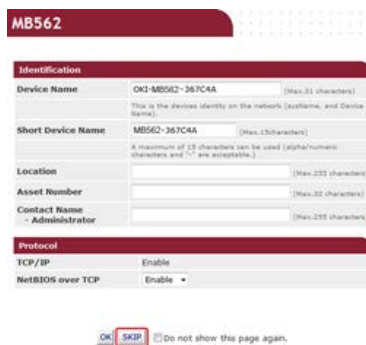 MB562
Identification
Device Name OKI-MB562-367C4A (Max.31 characters)
This is the devices identity on the network (sysName, and Device
Name).
Short Device Name MB562-367C4A (Max.15characters)
A maximum of 15 characters can be used (alpha/numeric
characters and "-" are acceptable.)
Location (Max.255 characters)
Asset Number (Max.32 characters)
Contact Name (Max.255 characters)
- Administrator
Protocol
TCP/IP Enable
NetBIOS over TCP Enable
OK SKIP Do not show this page again.